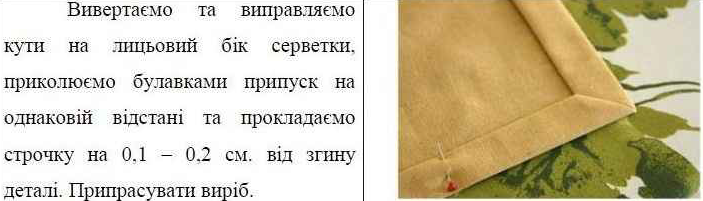 Вивертаємо та виправляємо
кути на лицьовий бік серветки,
приколюємо булавками припуск на
однаковій відстані та прокладаємо
строчку на 0,1 – 0,2 см. від згину
деталі. Припрасувати виріб.